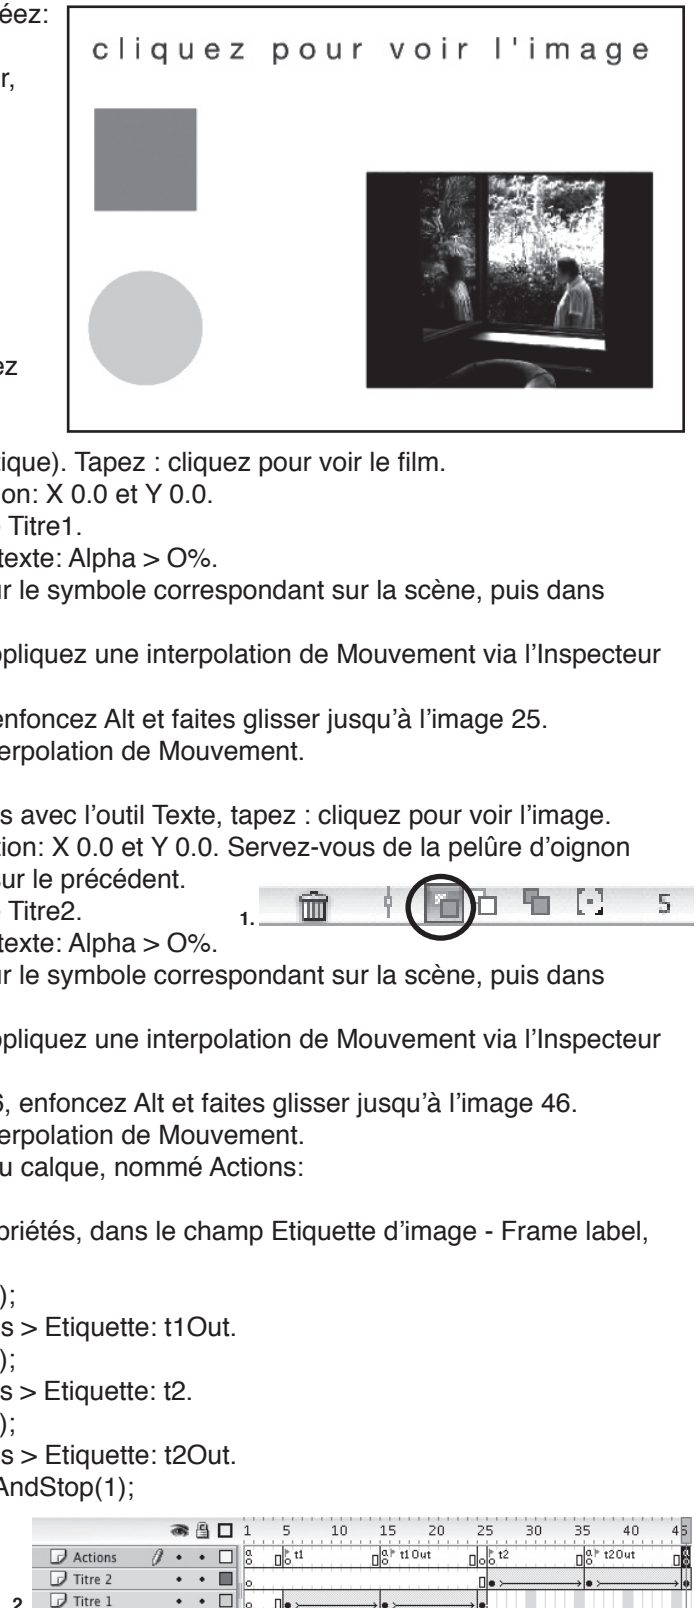 éez:
cliquez pour voir l'image
r,
ez
tique). Tapez : cliquez pour voir le film.
on: X 0.0 et Y 0.0.
Titre1.
texte: Alpha > O%.
ur le symbole correspondant sur la scène, puis dans
ppliquez une interpolation de Mouvement via l’Inspecteur
enfoncez Alt et faites glisser jusqu’à l’image 25.
erpolation de Mouvement.
s avec l’outil Texte, tapez : cliquez pour voir l’image.
tion: X 0.0 et Y 0.0. Servez-vous de la pelûre d’oignon
sur le précédent.
Titre2.
1.
5
texte: Alpha > O%.
ur le symbole correspondant sur la scène, puis dans
ppliquez une interpolation de Mouvement via l’Inspecteur
6, enfoncez Alt et faites glisser jusqu’à l’image 46.
erpolation de Mouvement.
u calque, nommé Actions:
priétés, dans le champ Etiquette d’image - Frame label,
);
s > Etiquette: t1Out.
);
s > Etiquette: t2.
);
s > Etiquette: t2Out.
AndStop(1);
1 5 10 15 20 25 30 35 40 45
Actions t1 t1Out t2 t2Out
Titre 2
2 Titre 1